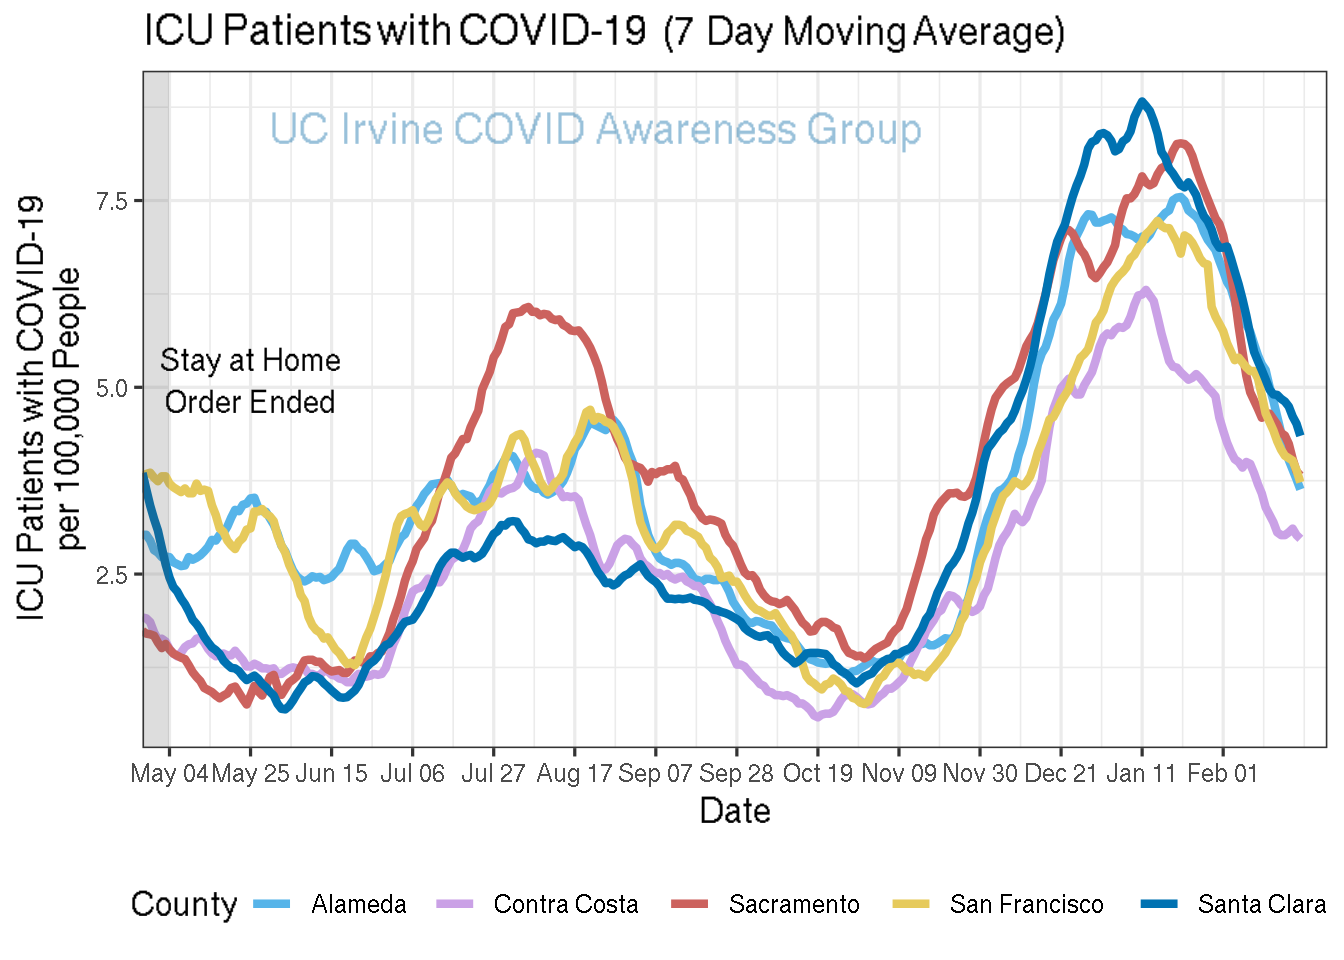 ICU Patients with COVID-19 (7 Day Moving Average)
UC Irvine COVID Awareness Group
ICU Patients with COVID-19
per 100,000 People
7.5
5.0
2.5
Stay at Home
Order Ended
May 04 May 25 Jun 15 Jul 06 Jul 27 Aug 17 Sep 07 Sep 28 Oct 19 Nov 09 Nov 30 Dec 21 Jan 11 Feb 01
Date
County Alameda Contra Costa Sacramento San Francisco Santa Clara